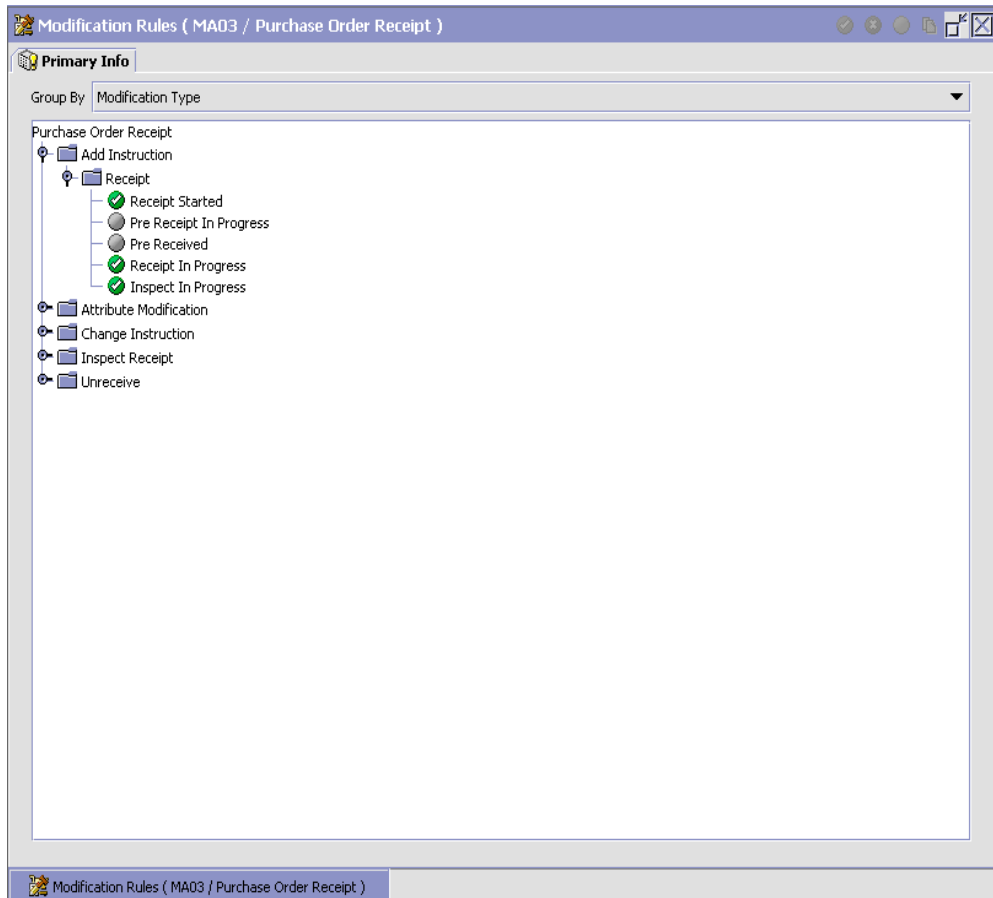 Modification Rules ( MA03 / Purchase Order Receipt )
Primary Info
Group By Modification Type
Purchase Order Receipt
Add Instruction
Receipt
Receipt Started
Pre Receipt In Progress
Pre Received
Receipt In Progress
Inspect In Progress
Attribute Modification
Change Instruction
Inspect Receipt
Unreceive
Modification Rules ( MA03 / Purchase Order Receipt )